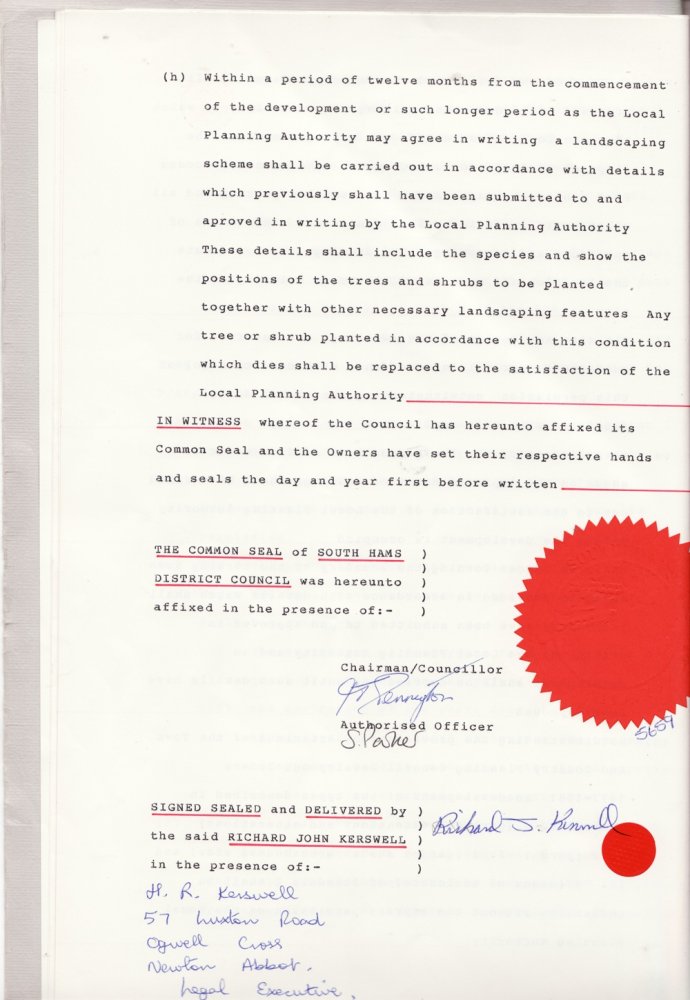 (h) Within a period of twelve months from the commencement
of the development or such longer period as the Local
Planning Authority may agree in writing a landscaping
scheme shall be carried out in accordance with details
which previously shall have been submitted to and
aproved in writing by the Local Planning Authority
These details shall include the species and show the
positions of the trees and shrubs to be planted
together with other necessary landscaping features Any
tree or shrub planted in accordance with this condition
which dies shall be replaced to the satisfaction of the
Local Planning Authority
IN WITNESS whereof the Council has hereunto affixed its
Common Seal and the Owners have set their respective hands
and seals the day and year first before written
THE COMMON SEAL of SOUTH HAMS )
DISTRICT COUNCIL was hereunto )
)
affixed in the presence of:- )
Chairman/Councillor
Pennington
Authorised Officer
S. Parker
5659
SIGNED SEALED and DELIVERED by )
)
the said RICHARD JOHN KERSWELL )
)
in the presence of:- )
Richard J. Kerswell
H. R. Kerswell
57 Luxton Road
Ogwell Cross
Newton Abbot.
Legal Executive.